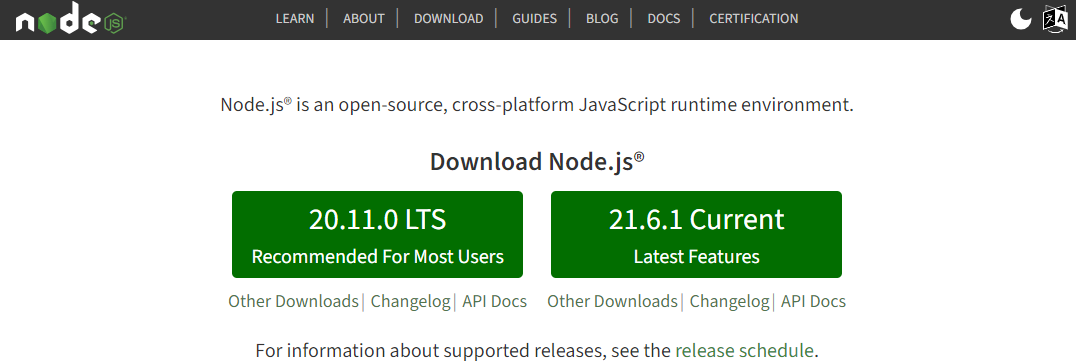 node JS®
LEARN | ABOUT | DOWNLOAD | GUIDES | BLOG | DOCS | CERTIFICATION
Node.js® is an open-source, cross-platform JavaScript runtime environment.
Download Node.js®
20.11.0 LTS
Recommended For Most Users
21.6.1 Current
Latest Features
Other Downloads | Changelog | API Docs
Other Downloads | Changelog | API Docs
For information about supported releases, see the release schedule.